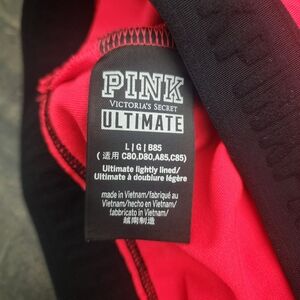 PINK
VICTORIA'S SECRET
ULTIMATE
L | G | B85
(适用 C80,D80,A85,C85)
Ultimate lightly lined/
Ultimate à doublure légère
made in Vietnam/fabriqué au
Vietnam/hecho en Vietnam/
fabbricato in Vietnam/
越南制造